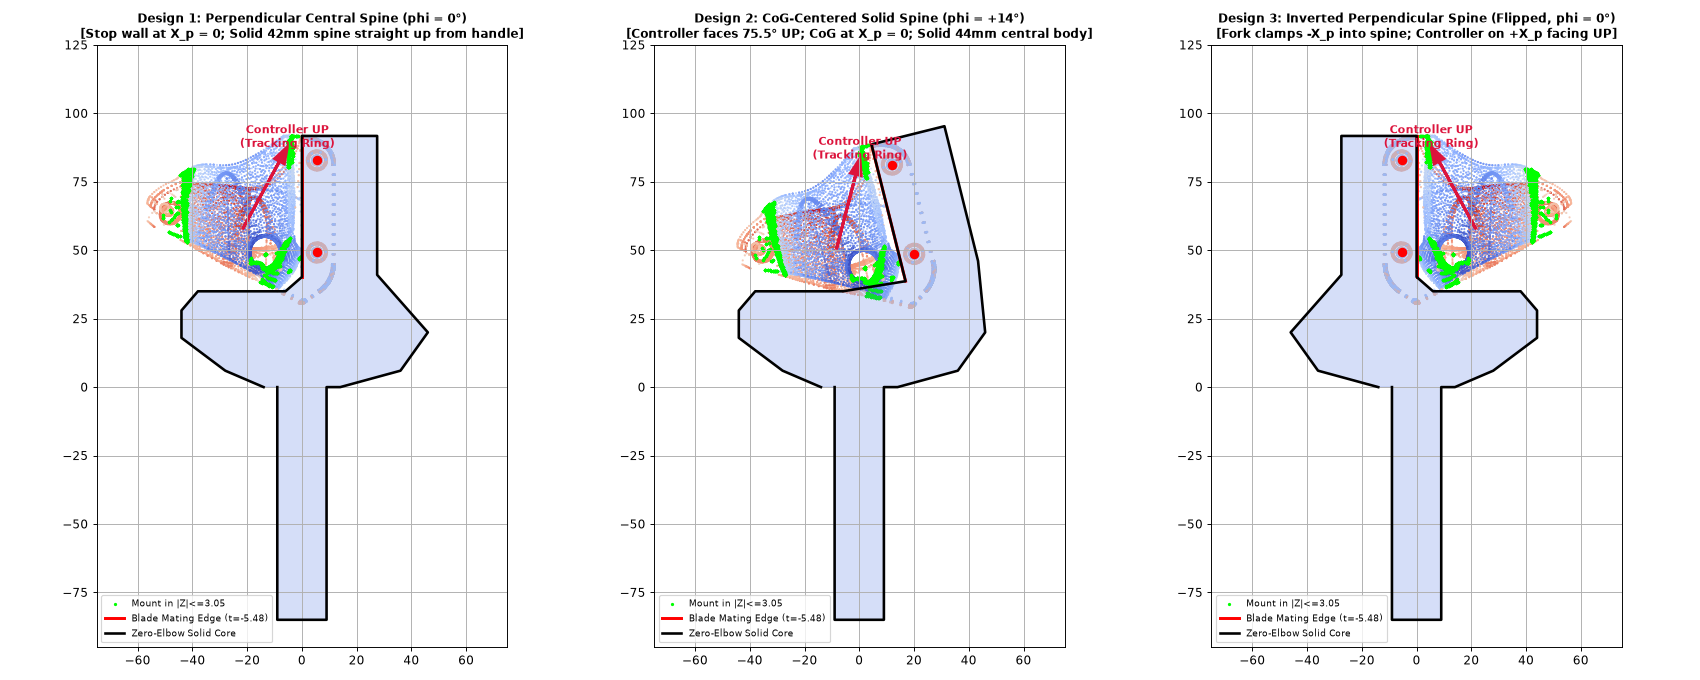 Design 1: Perpendicular Central Spine (phi = 0°)
[Stop wall at X_p = 0; Solid 42mm spine straight up from handle]
125
100
75
50
25
0
−25
−50
−75
−60
−40
−20
0
20
40
60
Controller UP
(Tracking Ring)
Mount in |Z|<=3.05
Blade Mating Edge (t=-5.48)
Zero-Elbow Solid Core
Design 2: CoG-Centered Solid Spine (phi = +14°)
[Controller faces 75.5° UP; CoG at X_p = 0; Solid 44mm central body]
125
100
75
50
25
0
−25
−50
−75
−60
−40
−20
0
20
40
60
Controller UP
(Tracking Ring)
Mount in |Z|<=3.05
Blade Mating Edge (t=-5.48)
Zero-Elbow Solid Core
Design 3: Inverted Perpendicular Spine (Flipped, phi = 0°)
[Fork clamps -X_p into spine; Controller on +X_p facing UP]
125
100
75
50
25
0
−25
−50
−75
−60
−40
−20
0
20
40
60
Controller UP
(Tracking Ring)
Mount in |Z|<=3.05
Blade Mating Edge (t=-5.48)
Zero-Elbow Solid Core